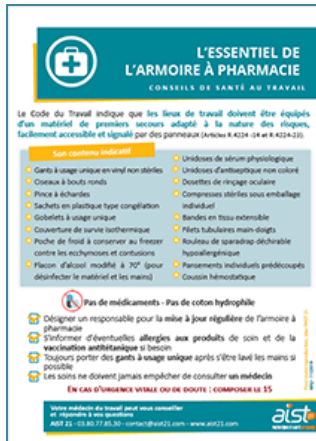 L'ESSENTIEL DE
L'ARMOIRE À PHARMACIE
CONSEILS DE SANTÉ AU TRAVAIL
Le Code du Travail indique que les lieux de travail doivent être équipés
d'un matériel de premiers secours adapté à la nature des risques,
facilement accessible et signalé par des panneaux (Articles R.4224 -14 et R.4224-23).
Son contenu indicatif
Gants à usage unique en vinyl non stériles
Ciseaux à bouts ronds
Pince à échardes
Sachets en plastique type congélation
Gobelets à usage unique
Couverture de survie isothermique
Poche de froid à conserver au freezer
contre les ecchymoses et contusions
Flacon d'alcool modifié à 70° (pour
désinfecter le matériel et les mains)
Unidoses de sérum physiologique
Unidoses d'antiseptique non coloré
Dosettes de rinçage oculaire
Compresses stériles sous emballage
individuel
Bandes en tissu extensible
Filets tubulaires main-doigts
Rouleau de sparadrap déchirable
hypoallergénique
Pansements individuels prédécoupés
Coussin hémostatique
Pas de médicaments - Pas de coton hydrophile
Désigner un responsable pour la mise à jour régulière de l'armoire à
pharmacie
S'informer d'éventuelles allergies aux produits de soin et de la
vaccination antitétanique si besoin
Toujours porter des gants à usage unique après s'être lavé les mains si
possible
Les soins ne doivent jamais empêcher de consulter un médecin
EN CAS D'URGENCE VITALE OU DE DOUTE : COMPOSER LE 15
Votre médecin du travail peut vous conseiller
et répondre à vos questions
AIST 21 - 03.80.77.85.30 - contact@aist21.com - www.aist21.com
aist21